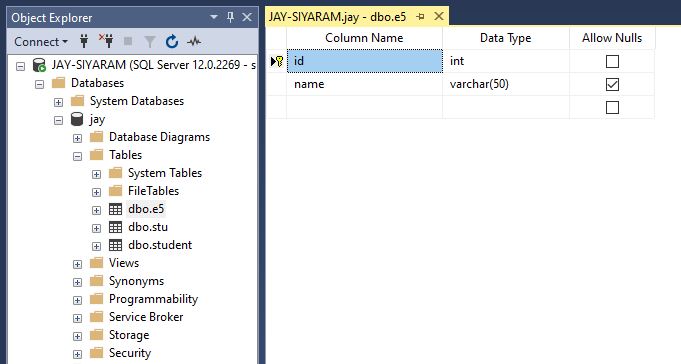 Object Explorer
Connect
JAY-SIYARAM (SQL Server 12.0.2269 - s
Databases
System Databases
jay
Database Diagrams
Tables
System Tables
FileTables
dbo.e5
dbo.stu
dbo.student
Views
Synonyms
Programmability
Service Broker
Storage
Security
JAY-SIYARAM.jay - dbo.e5
Column Name Data Type Allow Nulls
id int
name varchar(50)